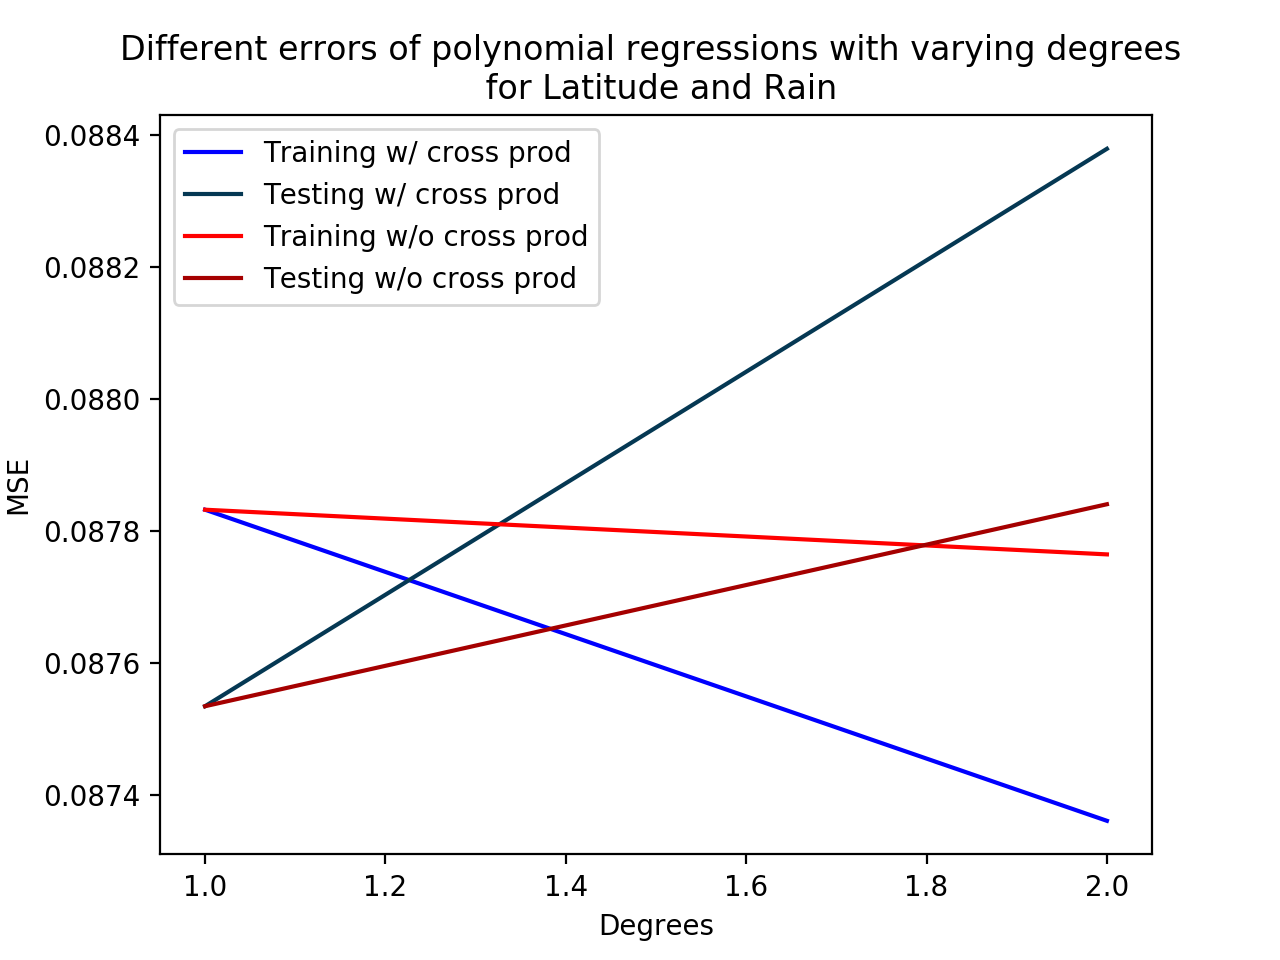 Different errors of polynomial regressions with varying degrees
for Latitude and Rain
Training w/ cross prod
Testing w/ cross prod
Training w/o cross prod
Testing w/o cross prod
MSE
0.0884
0.0882
0.0880
0.0878
0.0876
0.0874
1.0 1.2 1.4 1.6 1.8 2.0
Degrees